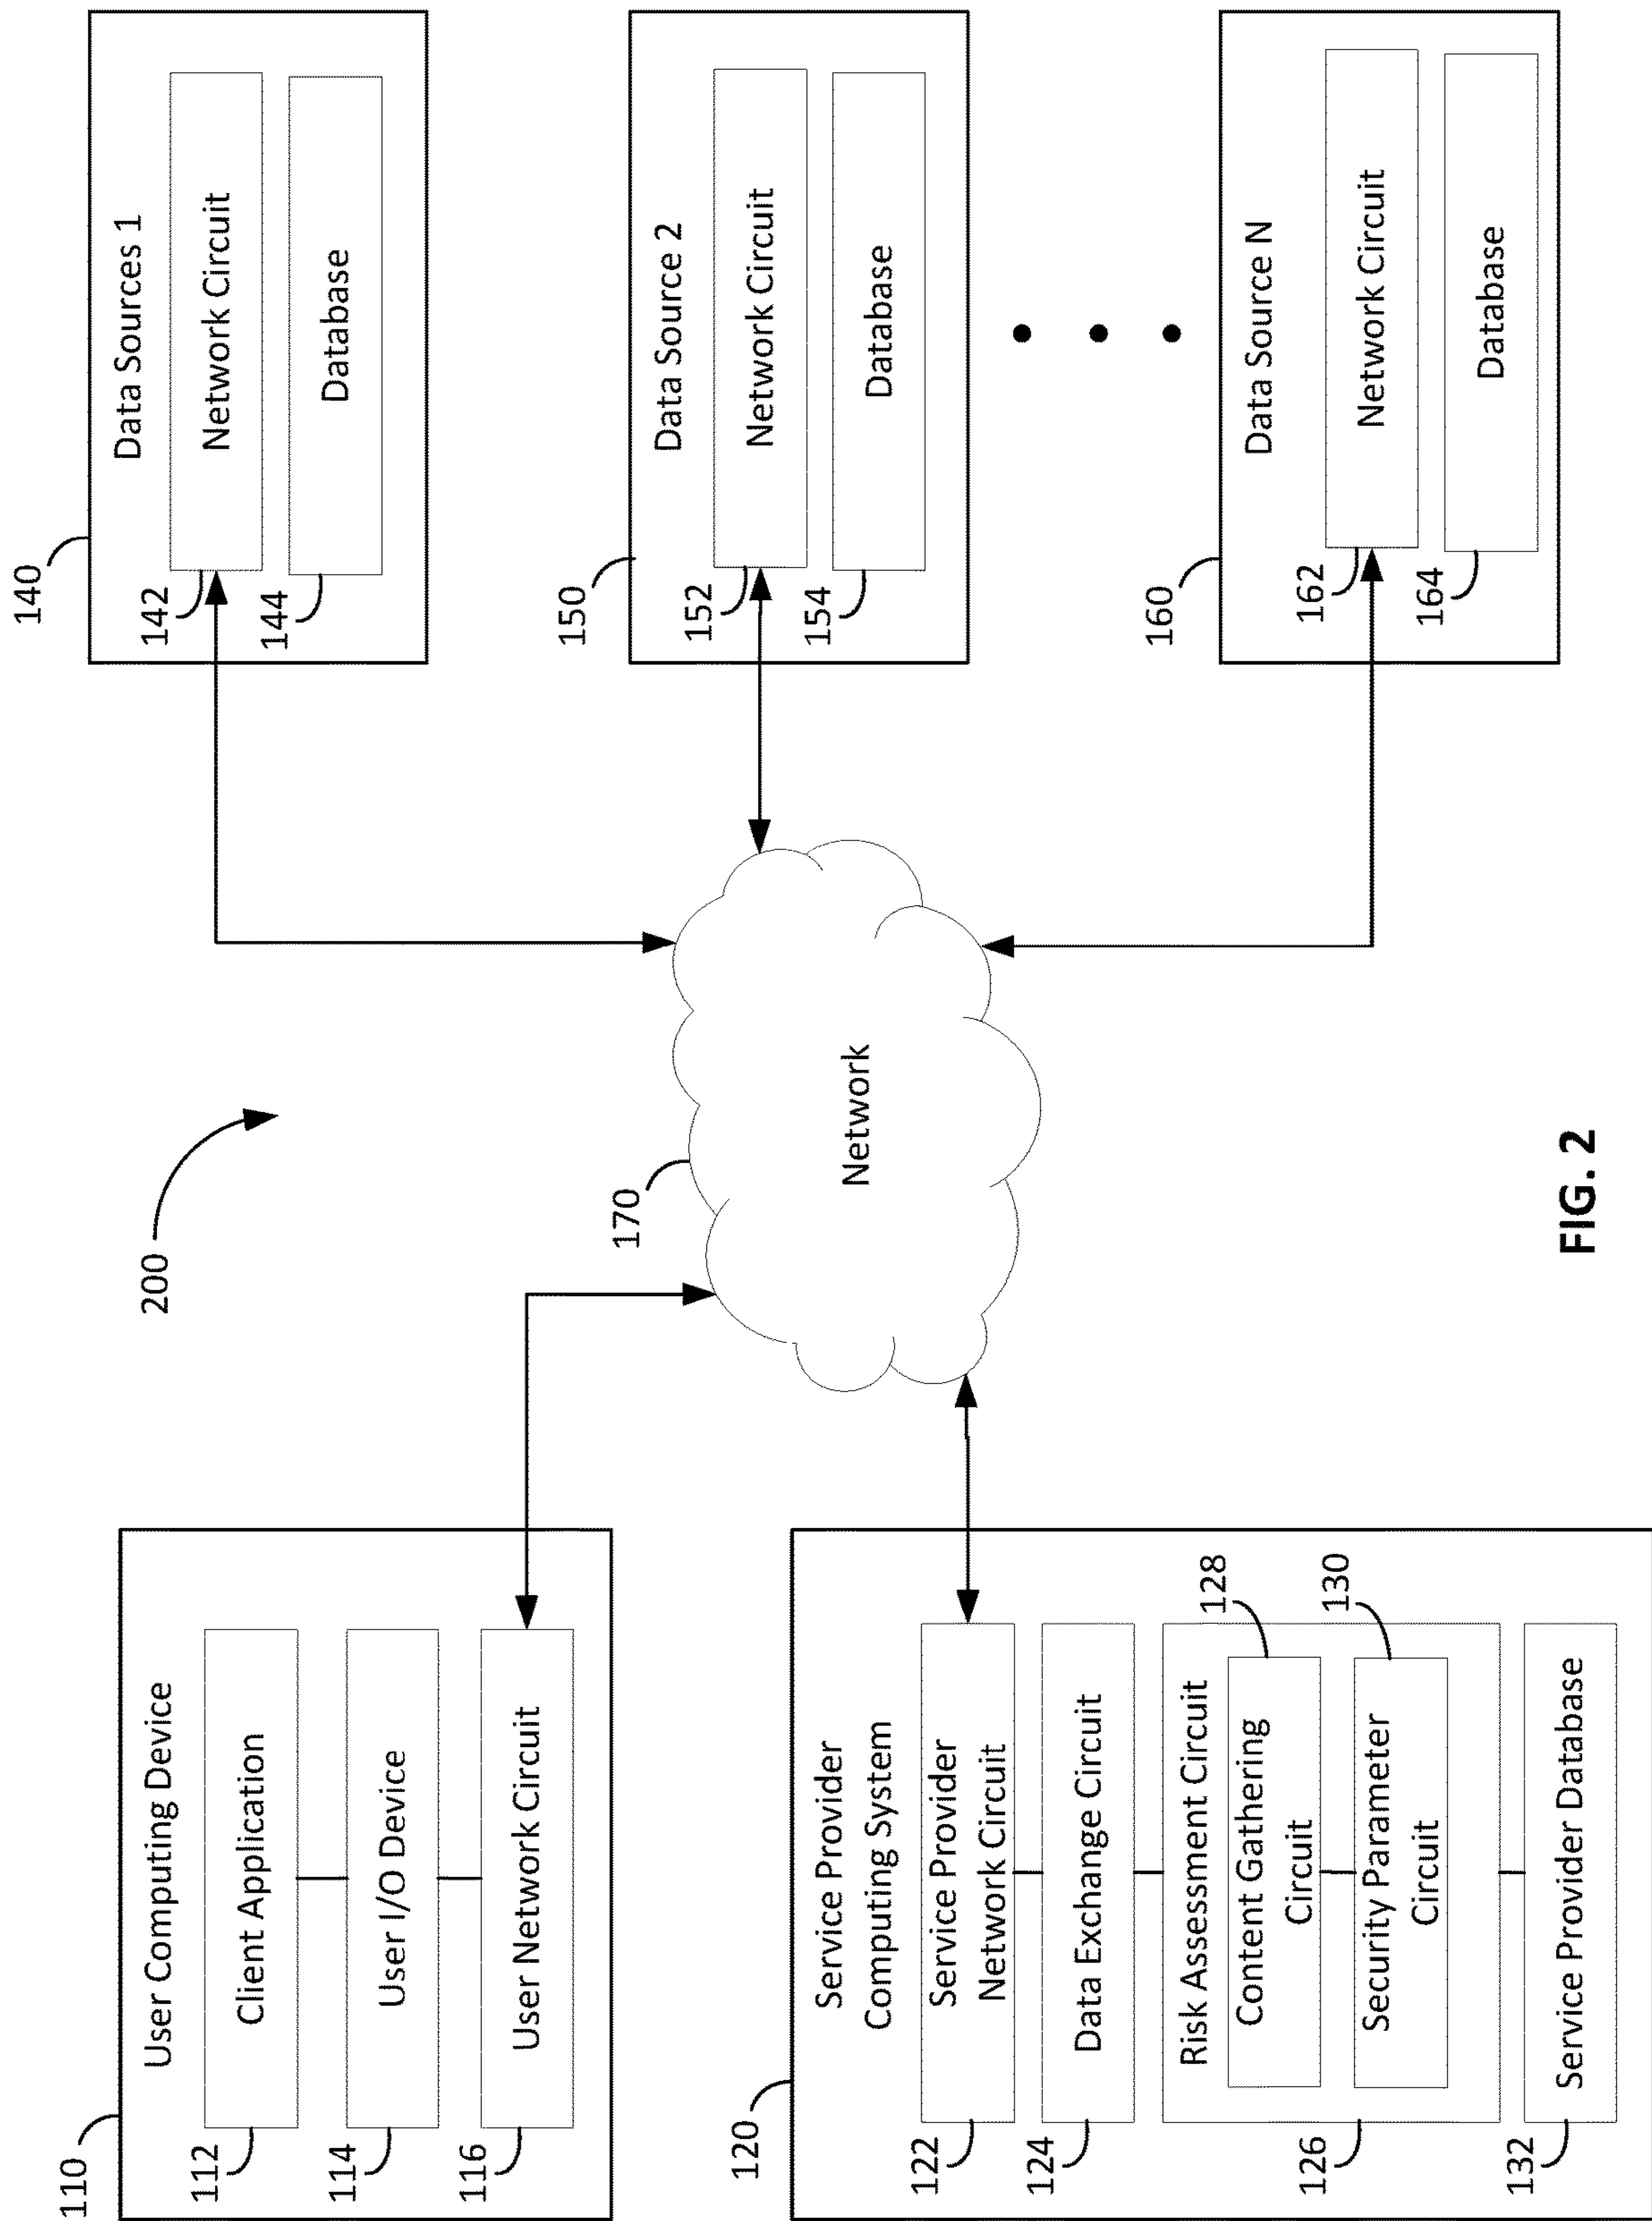 200
110
User Computing Device
112
Client Application
114
User I/O Device
116
User Network Circuit
120
Service Provider
Computing System
122
Service Provider
Network Circuit
124
Data Exchange Circuit
126
Risk Assessment Circuit
128
Content Gathering
Circuit
130
Security Parameter
Circuit
132
Service Provider Database
170
Network
140
Data Sources 1
142
Network Circuit
144
Database
150
Data Source 2
152
Network Circuit
154
Database
160
Data Source N
162
Network Circuit
164
Database
FIG. 2